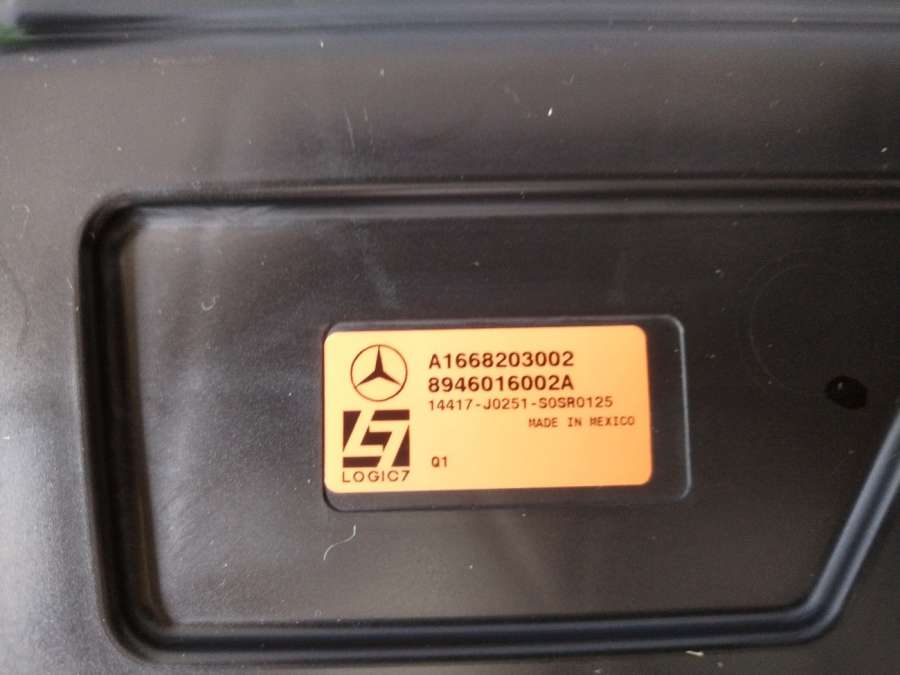 A1668203002
8946016002A
14417-J0251-S0SR0125
MADE IN MEXICO
LOGIC7
Q1